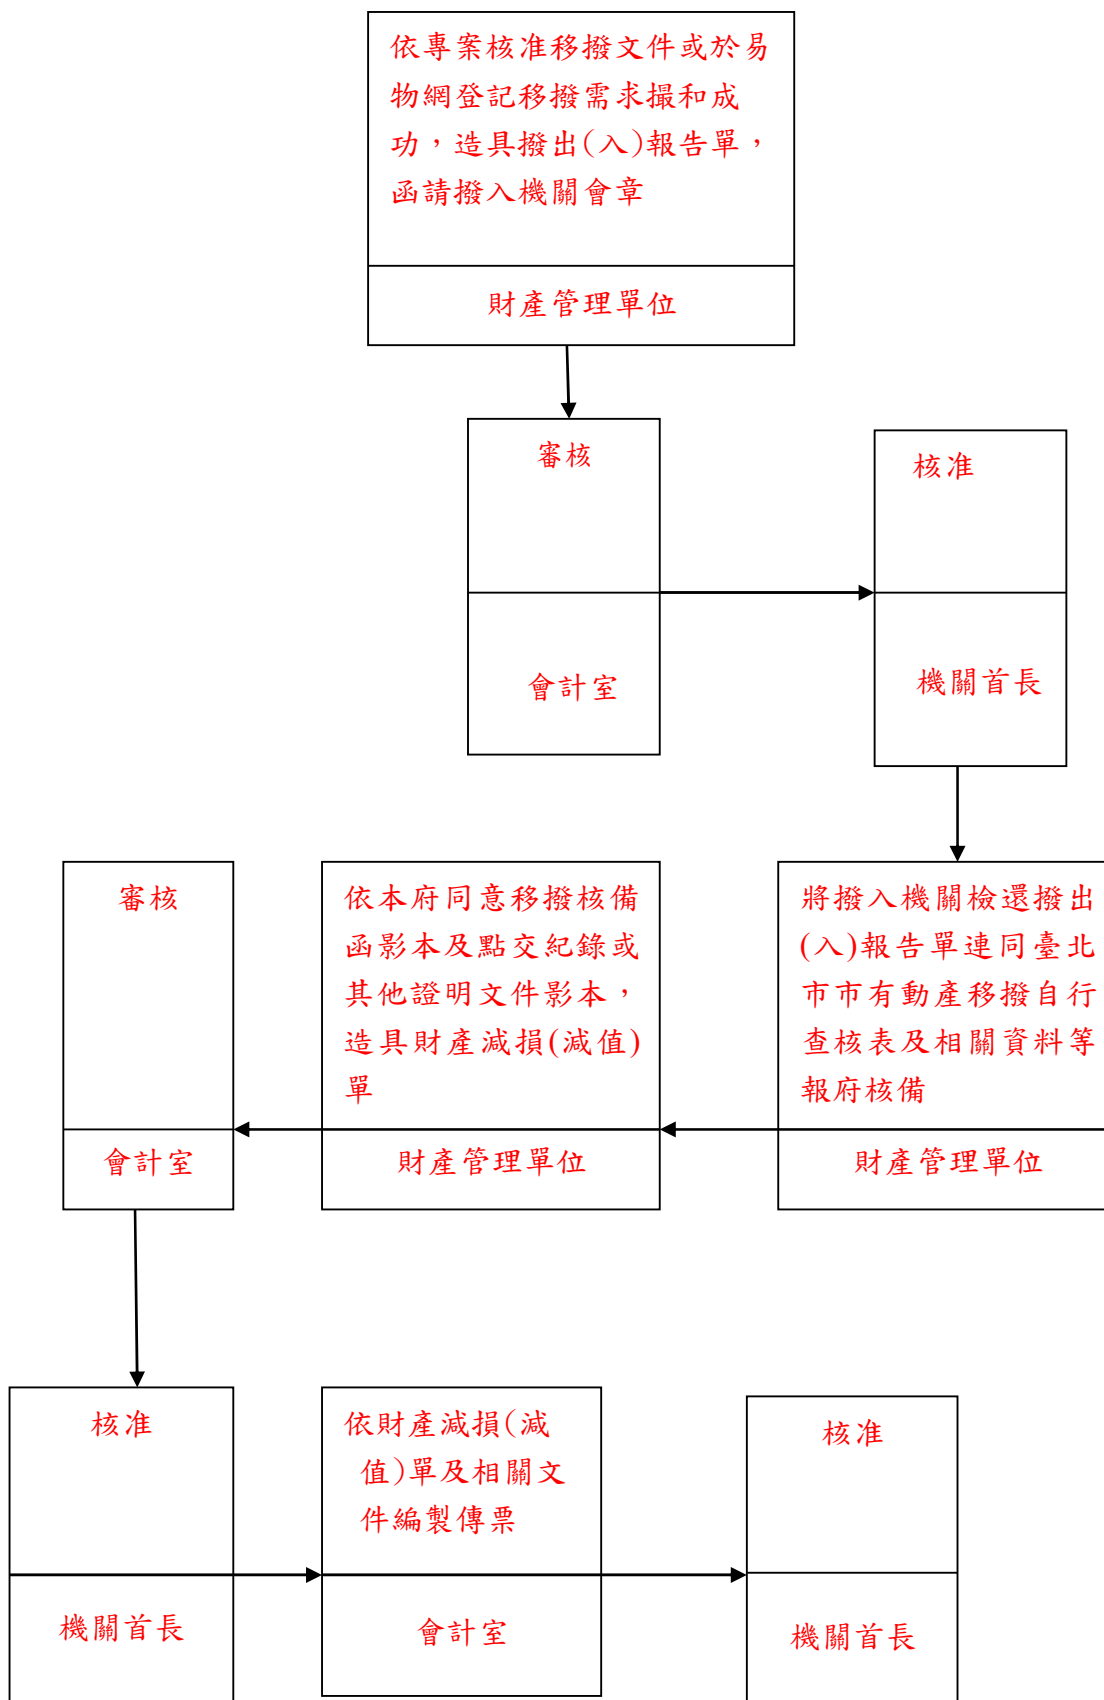 依專案核准移撥文件或於易
物網登記移撥需求撮和成
功，造具撥出(入)報告單，
函請撥入機關會章
財產管理單位
審核
會計室
核准
機關首長
將撥入機關檢還撥出
(入)報告單連同臺北
市市有動產移撥自行
查核表及相關資料等
報府核備
財產管理單位
依本府同意移撥核備
函影本及點交紀錄或
其他證明文件影本，
造具財產減損(減值)
單
財產管理單位
審核
會計室
核准
機關首長
依財產減損(減
值)單及相關文
件編製傳票
會計室
核准
機關首長